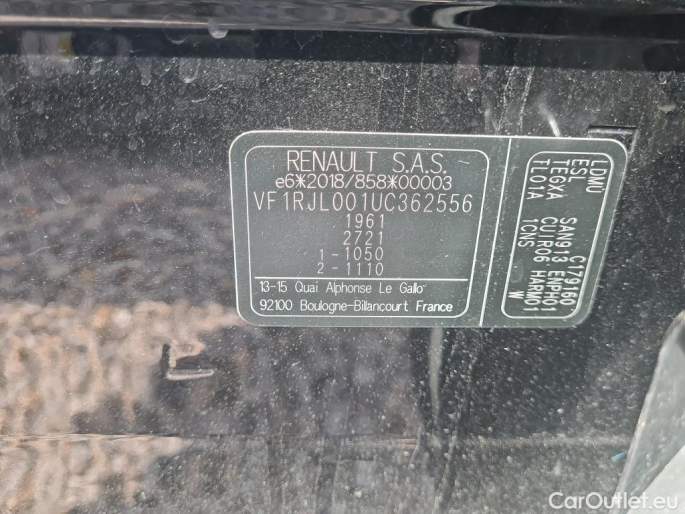 RENAULT S.A.S.
e6*2018/858*00003
VF1RJL001UC362556
1961
2721
1-1050
2-1110
13-15 Quai Alphonse Le Gallo
92100 Boulogne-Billancourt France
LDMU C179160
ESL SAN913 ENPH01
TEGXA CUIR06 HARM01
TL01A 1CNS W
CarOutlet.eu